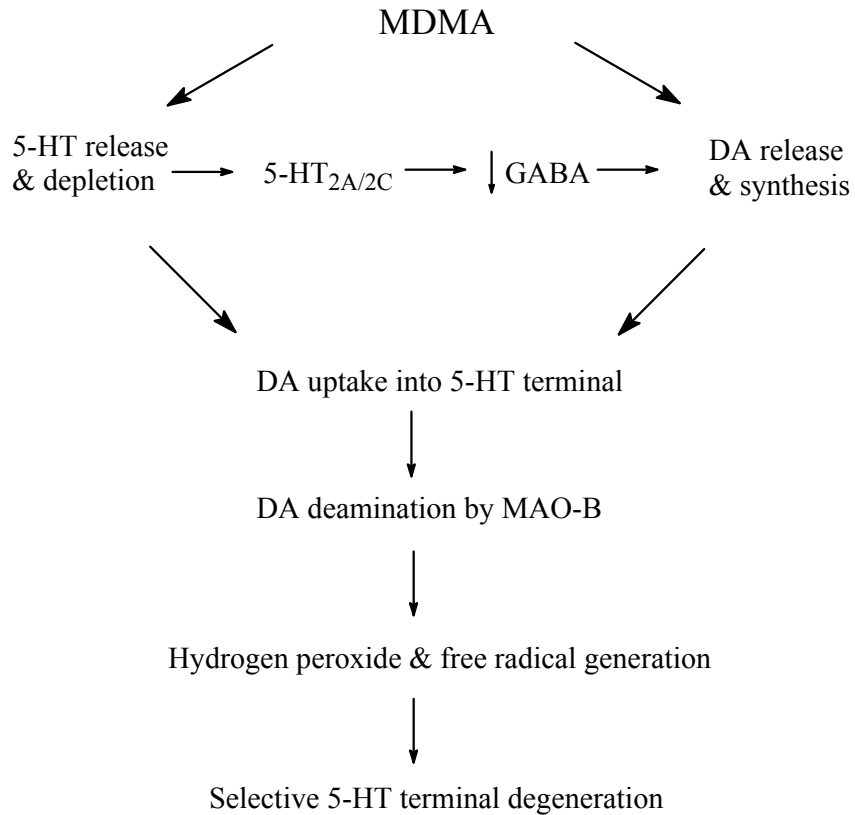 MDMA
5-HT release
& depletion
5-HT2A/2C
↓ GABA
DA release
& synthesis
DA uptake into 5-HT terminal
DA deamination by MAO-B
Hydrogen peroxide & free radical generation
Selective 5-HT terminal degeneration